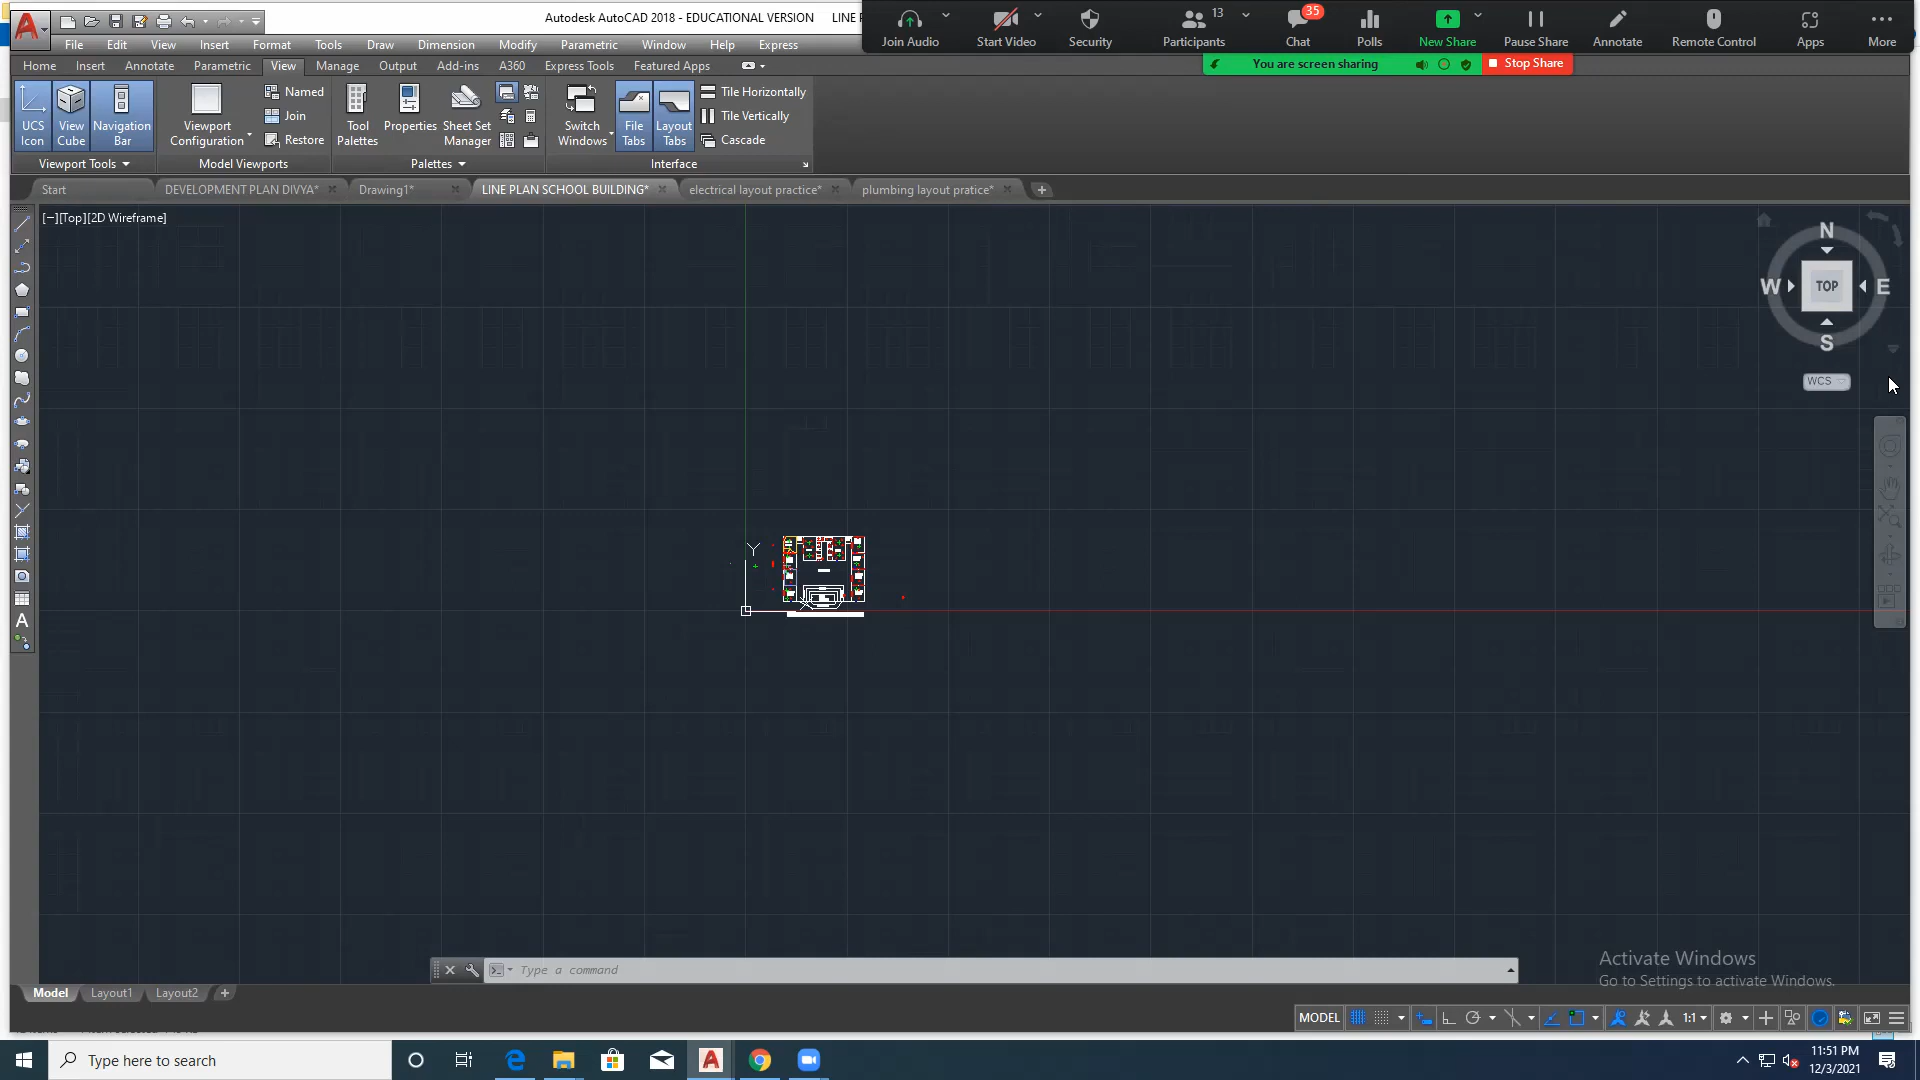 Autodesk AutoCAD 2018 - EDUCATIONAL VERSION LINE P
13
35
Join Audio Start Video Security Participants Chat Polls New Share Pause Share Annotate Remote Control Apps More
File Edit View Insert Format Tools Draw Dimension Modify Parametric Window Help Express
You are screen sharing Stop Share
Home Insert Annotate Parametric View Manage Output Add-ins A360 Express Tools Featured Apps
UCS Icon
View Cube
Navigation Bar
Viewport Configuration
Named
Join
Restore
Tool Palettes
Properties
Sheet Set Manager
Switch Windows
File Tabs
Layout Tabs
Tile Horizontally
Tile Vertically
Cascade
Viewport Tools Model Viewports Palettes Interface
Start DEVELOPMENT PLAN DIVYA* Drawing1* LINE PLAN SCHOOL BUILDING* electrical layout practice* plumbing layout pratice*
[−][Top][2D Wireframe]
N
W TOP E
S
WCS
Y
X
A
Type a command
Activate Windows
Go to Settings to activate Windows.
Model Layout1 Layout2
MODEL 1:1
Type here to search
11:51 PM
12/3/2021